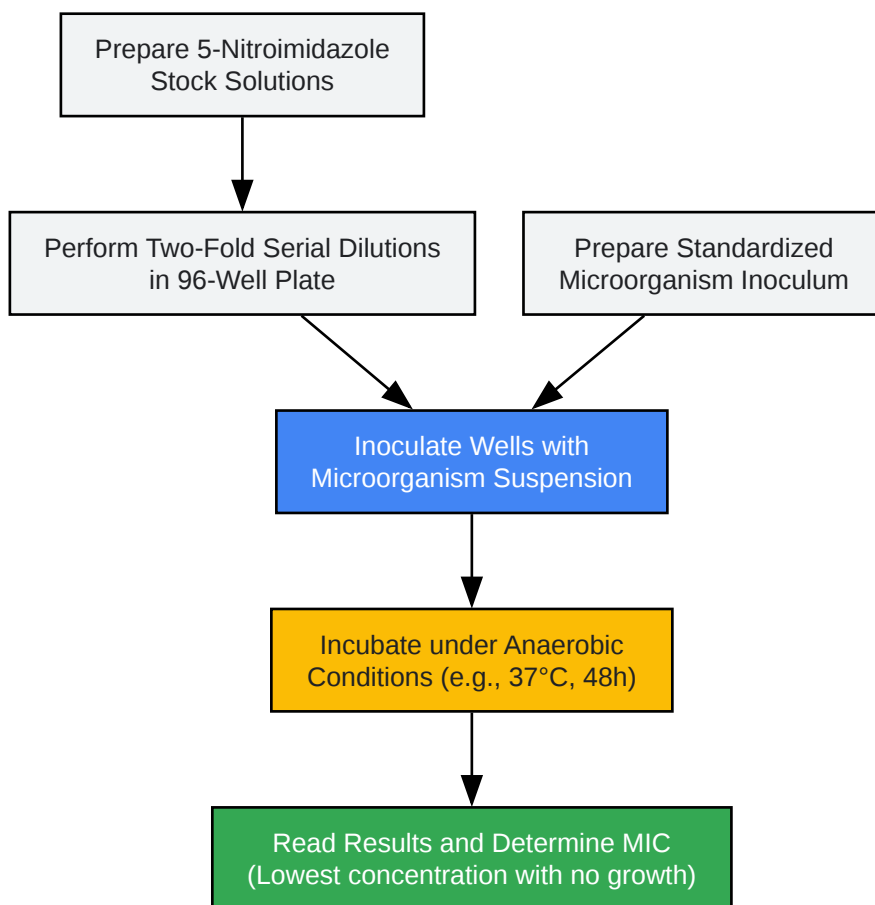 Prepare 5-Nitroimidazole
Stock Solutions
Perform Two-Fold Serial Dilutions
in 96-Well Plate
Prepare Standardized
Microorganism Inoculum
Inoculate Wells with
Microorganism Suspension
Incubate under Anaerobic
Conditions (e.g., 37°C, 48h)
Read Results and Determine MIC
(Lowest concentration with no growth)